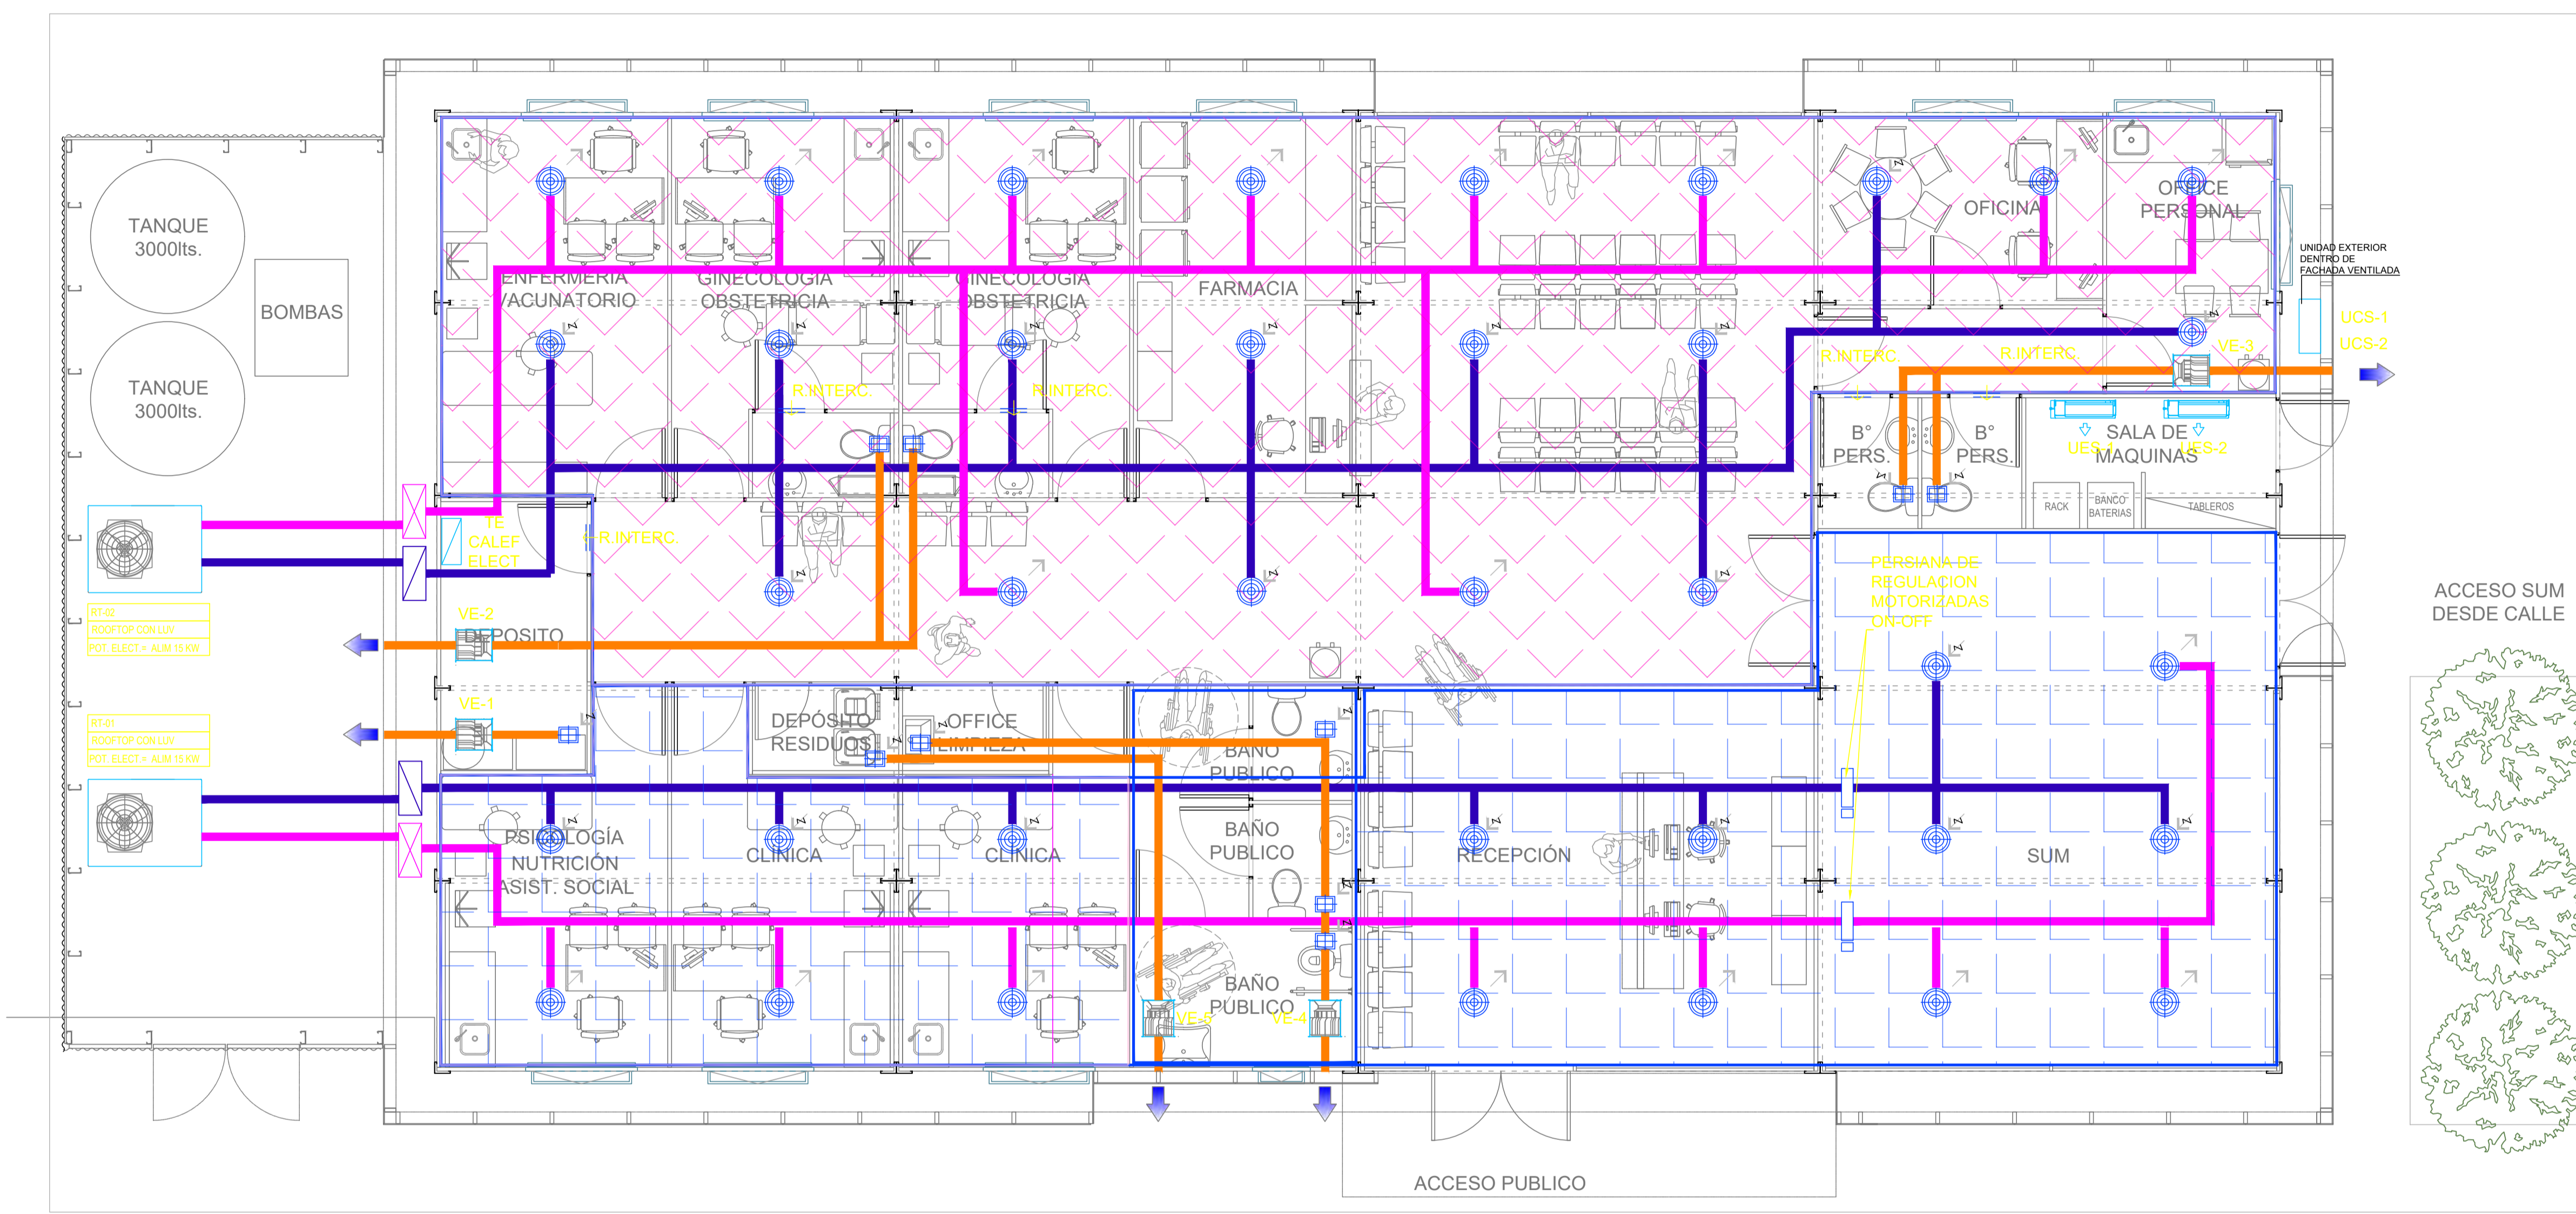 TANQUE
3000lts.
BOMBAS
TANQUE
3000lts.
ENFERMERIA
VACUNATORIO
GINECOLOGIA
OBSTETRICIA
GINECOLOGIA
OBSTETRICIA
FARMACIA
OFICINA
OFFICE
PERSONAL
UNIDAD EXTERIOR
DENTRO DE
FACHADA VENTILADA
UCS-1
UCS-2
VE-3
R.INTERC.
R.INTERC.
R.INTERC.
R.INTERC.
B°
PERS.
B°
PERS.
SALA DE
MAQUINAS
UES-1
UES-2
RACK
BANCO
BATERIAS
TABLEROS
TE
CALEF
ELECT
R.INTERC.
PERSIANA DE
REGULACION
MOTORIZADAS
ON-OFF
ACCESO SUM
DESDE CALLE
RT-02
ROOFTOP CON LUV
POT. ELECT.= ALIM 15 KW
VE-2
DEPOSITO
VE-1
RT-01
ROOFTOP CON LUV
POT. ELECT.= ALIM 15 KW
DEPÓSITO
RESIDUOS
OFFICE
LIMPIEZA
BAÑO
PUBLICO
BAÑO
PUBLICO
PSICOLOGÍA
NUTRICIÓN
ASIST. SOCIAL
CLINICA
CLINICA
RECEPCIÓN
SUM
BAÑO
PUBLICO
VE-5
VE-4
ACCESO PUBLICO